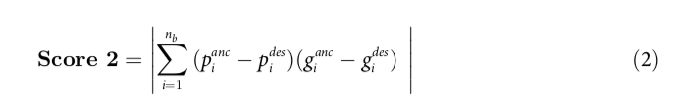 Score 2 = |∑_{i=1}^{n_b} (p_i^{anc} − p_i^{des})(g_i^{anc} − g_i^{des})| (2)